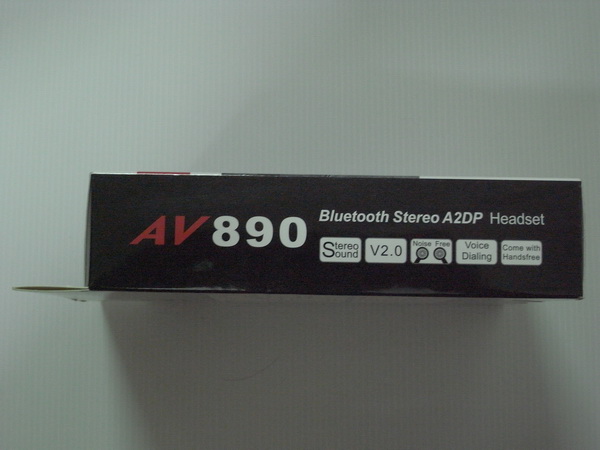 AV890
Bluetooth Stereo A2DP Headset
Stereo Sound
V2.0
Noise Free
Voice Dialing
Come with Handsfree